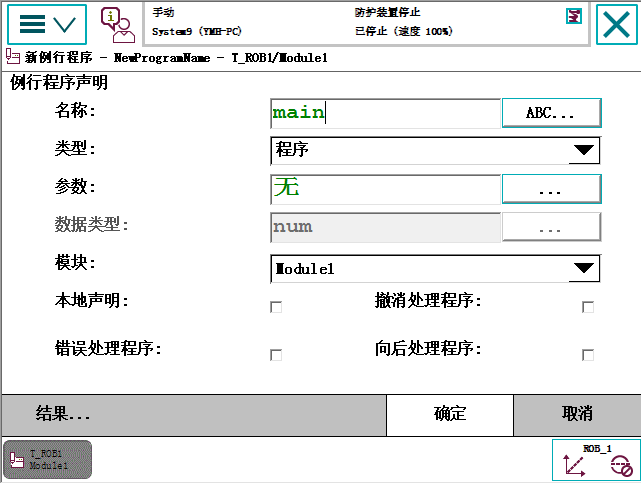 手动
防护装置停止
System9 (YMH-PC)
已停止 (速度 100%)
新例行程序 - NewProgramName - T_ROB1/Module1
例行程序声明
名称: main ABC...
类型: 程序
参数: 无 ...
数据类型: num ...
模块: Module1
本地声明: 撤消处理程序:
错误处理程序: 向后处理程序:
结果... 确定 取消
T_ROB1
Module1
ROB_1